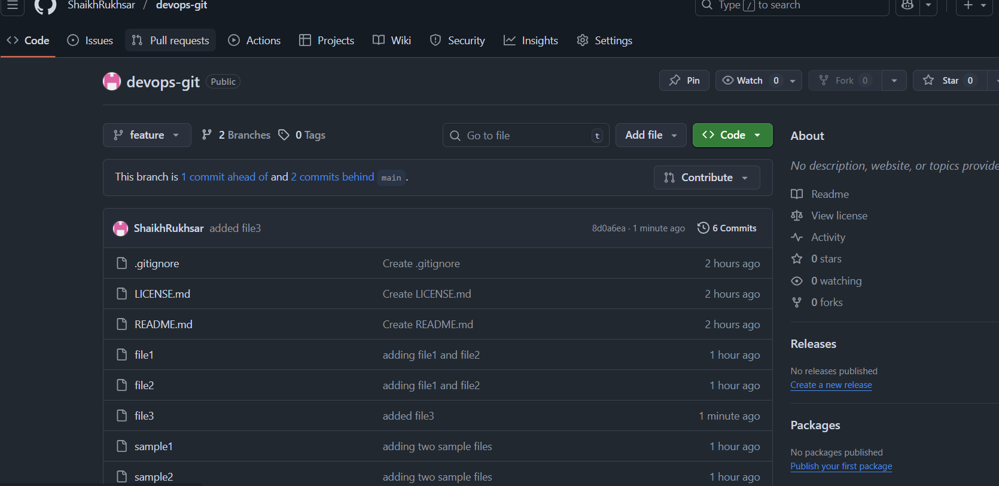 ShaikhRukhsar / devops-git Type / to search
Code Issues Pull requests Actions Projects Wiki Security Insights Settings
devops-git Public Pin Watch 0 Fork 0 Star 0
feature 2 Branches 0 Tags Go to file t Add file Code
This branch is 1 commit ahead of and 2 commits behind main . Contribute
ShaikhRukhsar added file3 8d0a6ea · 1 minute ago 6 Commits
.gitignore Create .gitignore 2 hours ago
LICENSE.md Create LICENSE.md 2 hours ago
README.md Create README.md 2 hours ago
file1 adding file1 and file2 1 hour ago
file2 adding file1 and file2 1 hour ago
file3 added file3 1 minute ago
sample1 adding two sample files 1 hour ago
sample2 adding two sample files 1 hour ago
About
No description, website, or topics provide
Readme
View license
Activity
0 stars
0 watching
0 forks
Releases
No releases published
Create a new release
Packages
No packages published
Publish your first package